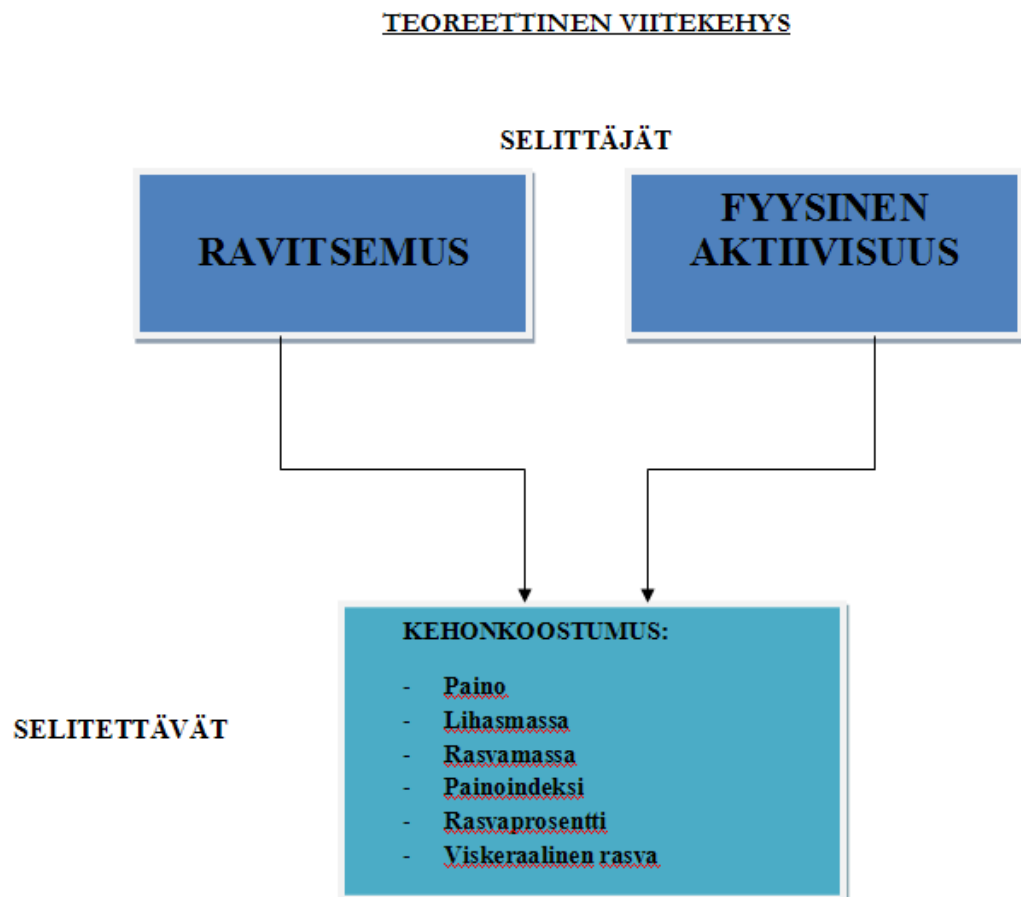 TEOREETTINEN VIITEKEHYS
SELITTÄJÄT
RAVITSEMUS
FYYSINEN
AKTIIVISUUS
KEHONKOOSTUMUS:
- Paino
- Lihasmassa
- Rasvamassa
- Painoindeksi
- Rasvaprosentti
- Viskeraalinen rasva
SELITETTÄVÄT